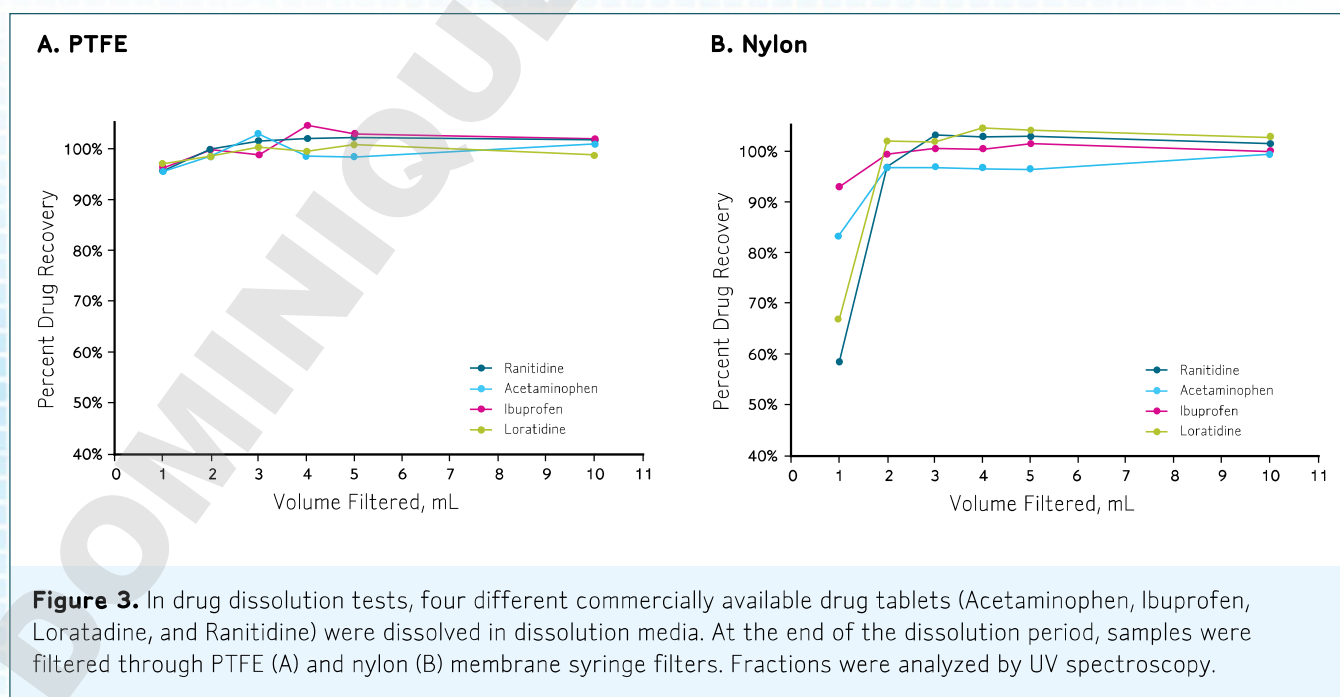 A. PTFE
100%
90%
80%
70%
60%
50%
40%
Percent Drug Recovery
Ranitidine
Acetaminophen
Ibuprofen
Loratidine
0 1 2 3 4 5 6 7 8 9 10 11
Volume Filtered, mL
B. Nylon
100%
90%
80%
70%
60%
50%
40%
Percent Drug Recovery
Ranitidine
Acetaminophen
Ibuprofen
Loratidine
0 1 2 3 4 5 6 7 8 9 10 11
Volume Filtered, mL
Figure 3. In drug dissolution tests, four different commercially available drug tablets (Acetaminophen, Ibuprofen,
Loratadine, and Ranitidine) were dissolved in dissolution media. At the end of the dissolution period, samples were
filtered through PTFE (A) and nylon (B) membrane syringe filters. Fractions were analyzed by UV spectroscopy.